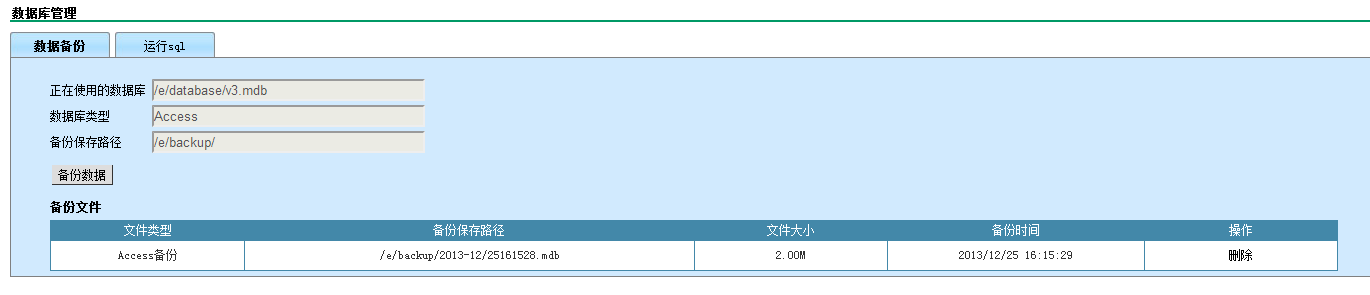 数据库管理
数据备份 运行sql
正在使用的数据库 /e/database/v3.mdb
数据库类型 Access
备份保存路径 /e/backup/
备份数据
备份文件
文件类型 备份保存路径 文件大小 备份时间 操作
Access备份 /e/backup/2013-12/25161528.mdb 2.00M 2013/12/25 16:15:29 删除